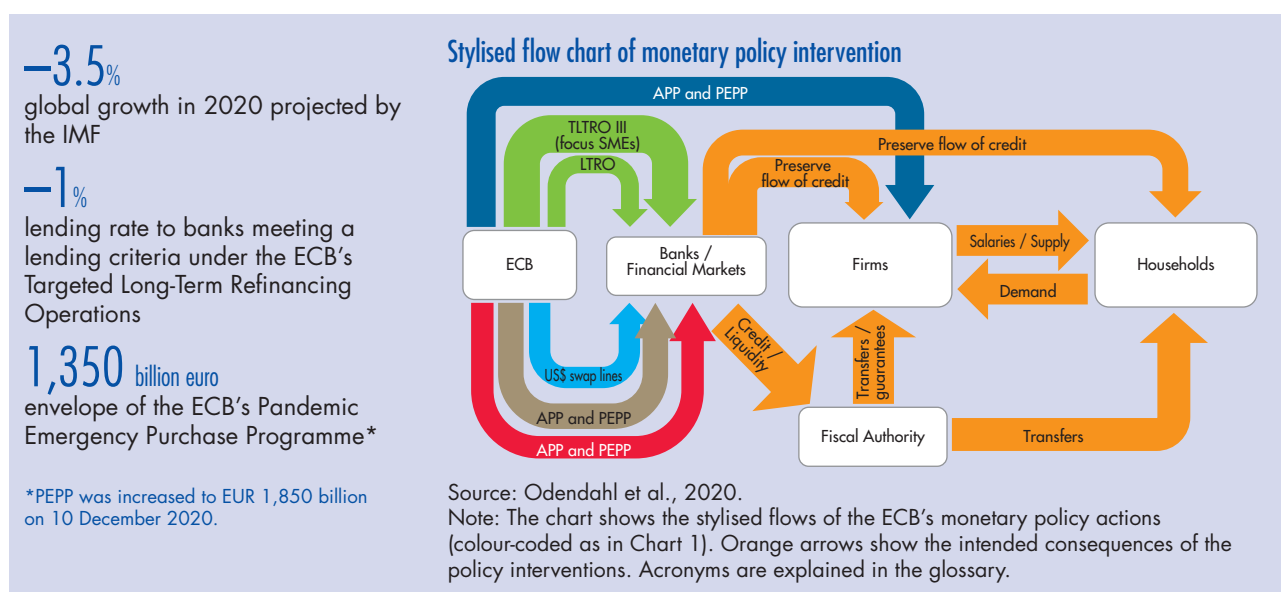 –3.5%
global growth in 2020 projected by
the IMF
–1%
lending rate to banks meeting a
lending criteria under the ECB’s
Targeted Long-Term Refinancing
Operations
1,350 billion euro
envelope of the ECB’s Pandemic
Emergency Purchase Programme*
*PEPP was increased to EUR 1,850 billion
on 10 December 2020.
Stylised flow chart of monetary policy intervention
APP and PEPP
TLTRO III
(focus SMEs)
LTRO
Preserve flow of credit
Preserve
flow of credit
ECB
Banks /
Financial Markets
Firms
Salaries / Supply
Demand
Households
US$ swap lines
APP and PEPP
APP and PEPP
Credit /
Liquidity
Transfers /
guarantees
Fiscal Authority
Transfers
Source: Odendahl et al., 2020.
Note: The chart shows the stylised flows of the ECB’s monetary policy actions
(colour-coded as in Chart 1). Orange arrows show the intended consequences of the
policy interventions. Acronyms are explained in the glossary.